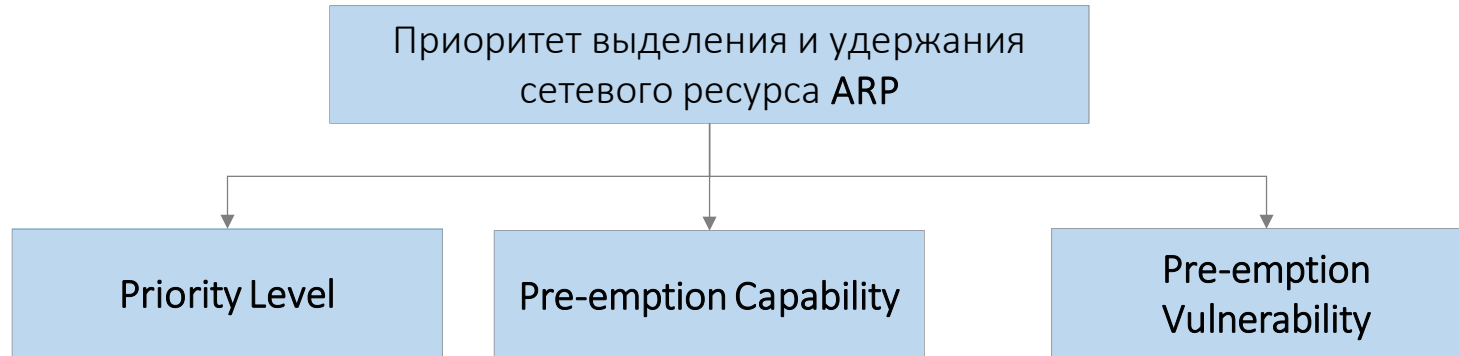 Приоритет выделения и удержания
сетевого ресурса ARP
Priority Level
Pre-emption Capability
Pre-emption
Vulnerability